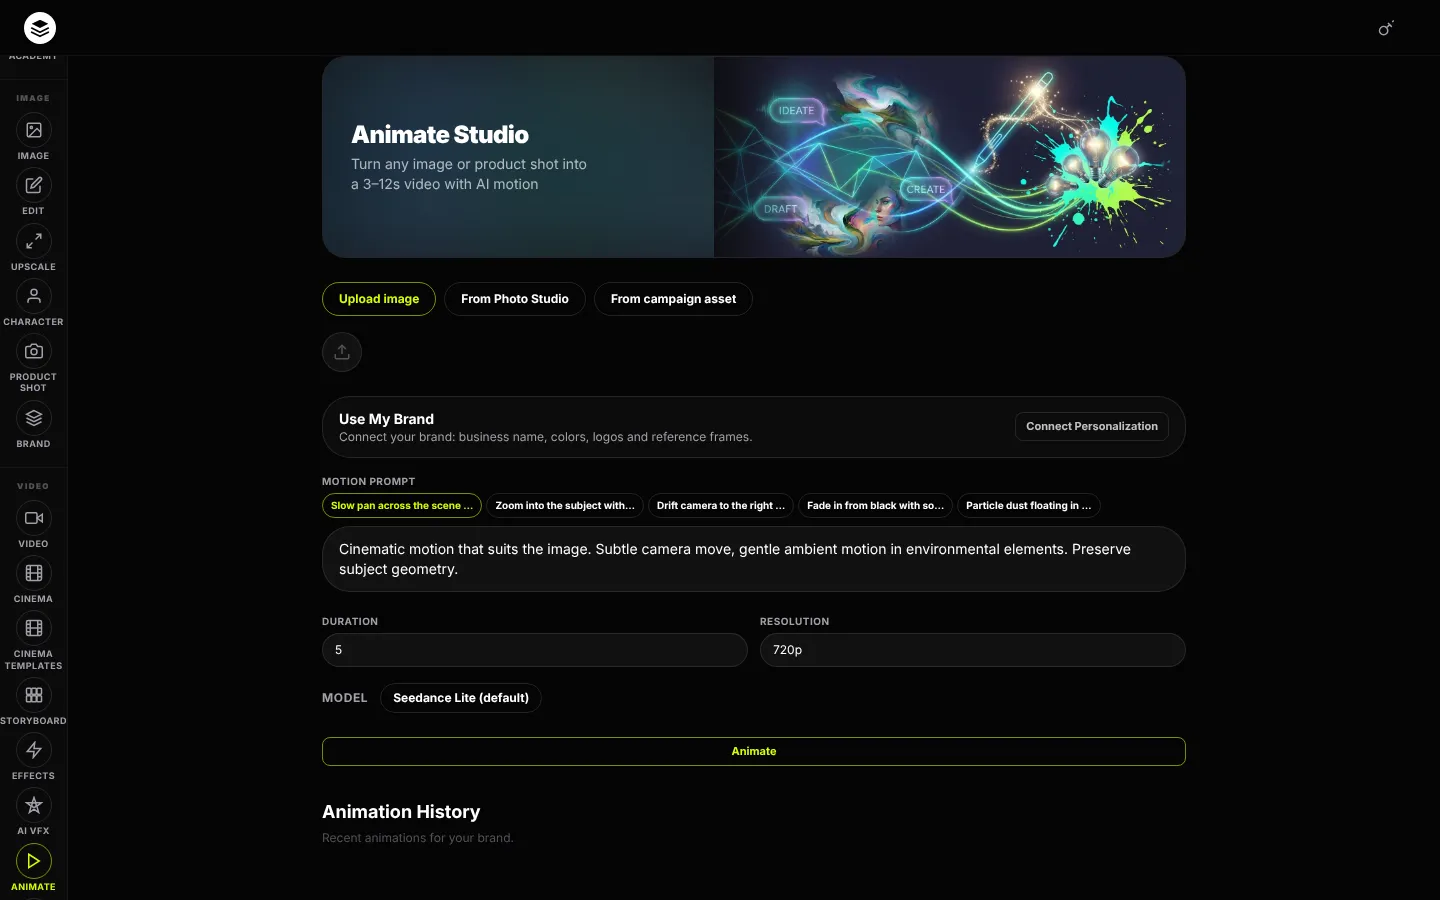 ACADEMY
IMAGE
IMAGE
EDIT
UPSCALE
CHARACTER
PRODUCT
SHOT
BRAND
VIDEO
VIDEO
CINEMA
CINEMA
TEMPLATES
STORYBOARD
EFFECTS
AI VFX
ANIMATE
Animate Studio
Turn any image or product shot into
a 3–12s video with AI motion
IDEATE
CREATE
DRAFT
Upload image
From Photo Studio
From campaign asset
Use My Brand
Connect your brand: business name, colors, logos and reference frames.
Connect Personalization
MOTION PROMPT
Slow pan across the scene ...
Zoom into the subject with...
Drift camera to the right ...
Fade in from black with so...
Particle dust floating in ...
Cinematic motion that suits the image. Subtle camera move, gentle ambient motion in environmental elements. Preserve
subject geometry.
DURATION
5
RESOLUTION
720p
MODEL
Seedance Lite (default)
Animate
Animation History
Recent animations for your brand.